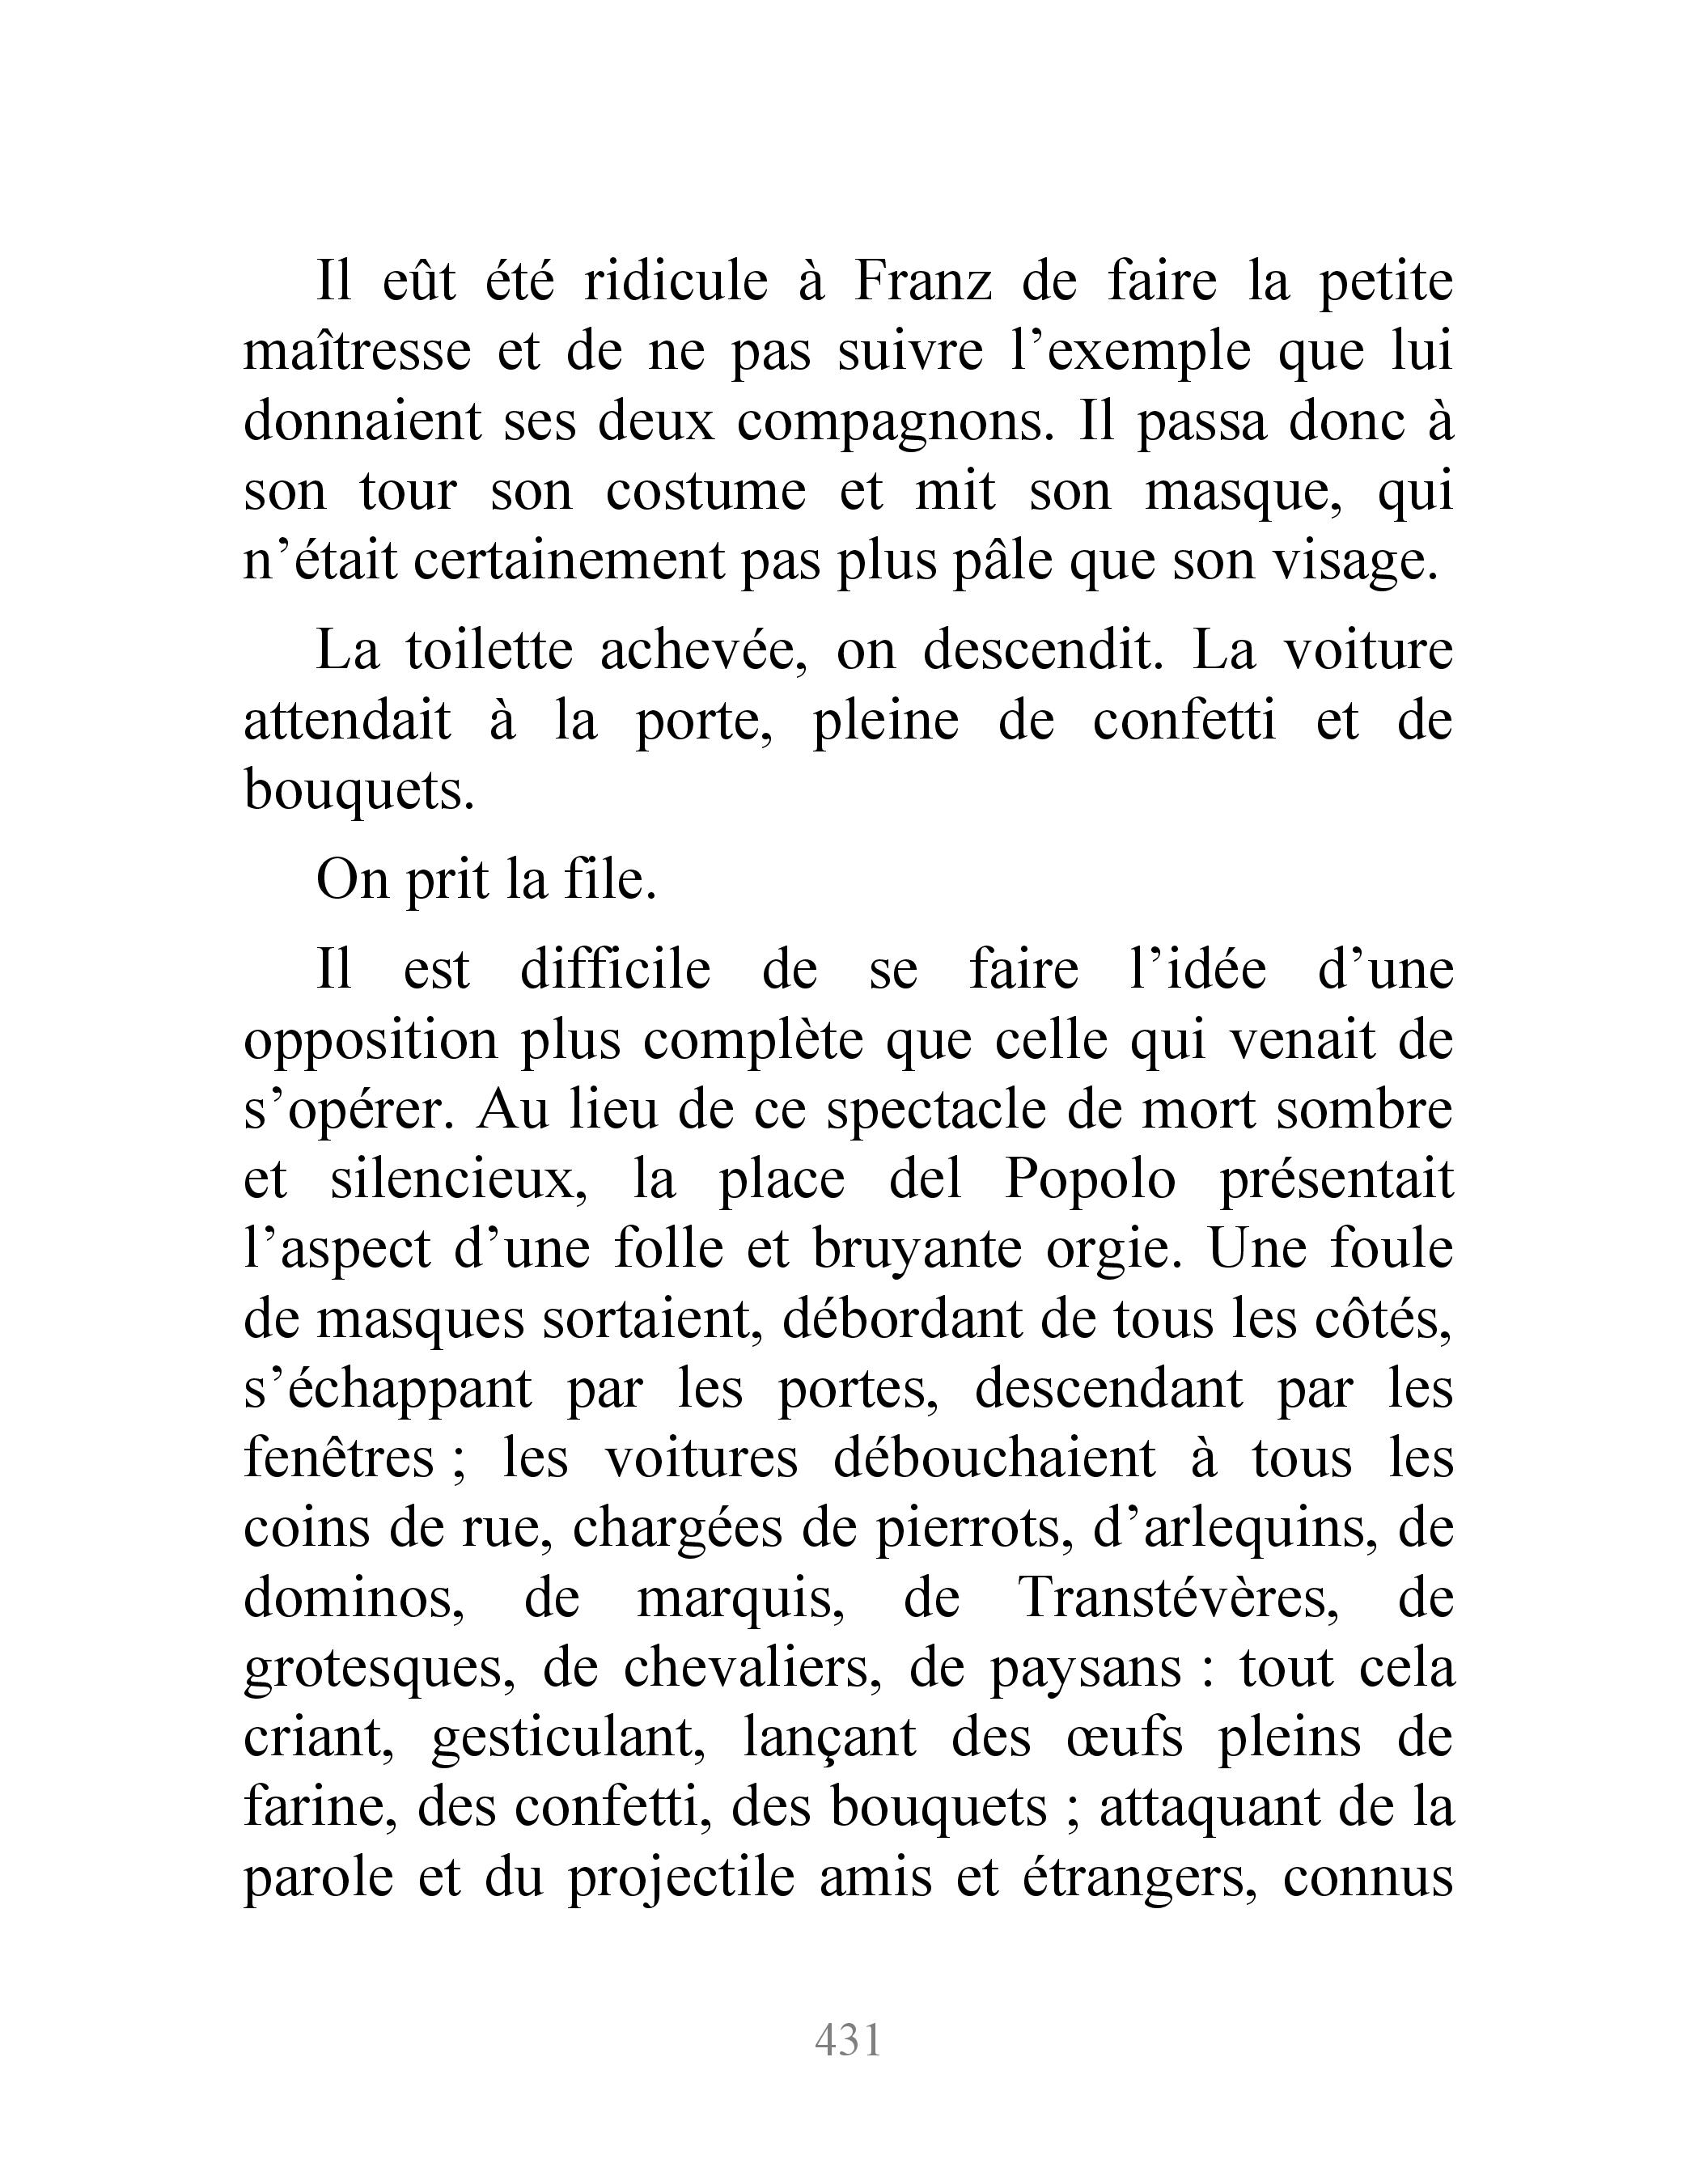 Il eût été ridicule à Franz de faire la petite
maîtresse et de ne pas suivre l’exemple que lui
donnaient ses deux compagnons. Il passa donc à
son tour son costume et mit son masque, qui
n’était certainement pas plus pâle que son visage.
La toilette achevée, on descendit. La voiture
attendait à la porte, pleine de confetti et de
bouquets.
On prit la file.
Il est difficile de se faire l’idée d’une
opposition plus complète que celle qui venait de
s’opérer. Au lieu de ce spectacle de mort sombre
et silencieux, la place del Popolo présentait
l’aspect d’une folle et bruyante orgie. Une foule
de masques sortaient, débordant de tous les côtés,
s’échappant par les portes, descendant par les
fenêtres ; les voitures débouchaient à tous les
coins de rue, chargées de pierrots, d’arlequins, de
dominos, de marquis, de Transtévères, de
grotesques, de chevaliers, de paysans : tout cela
criant, gesticulant, lançant des œufs pleins de
farine, des confetti, des bouquets ; attaquant de la
parole et du projectile amis et étrangers, connus
431